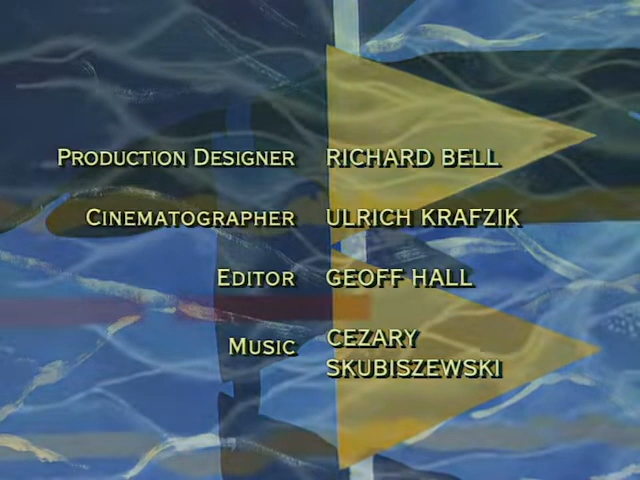 PRODUCTION DESIGNER RICHARD BELL
CINEMATOGRAPHER ULRICH KRAFZIK
EDITOR GEOFF HALL
MUSIC CEZARY
SKUBISZEWSKI